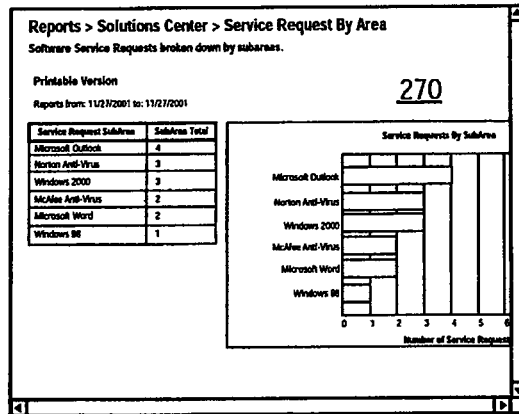 Reports > Solutions Center > Service Request By Area
Software Service Requests broken down by subareas.
Printable Version
270
Reports from: 11/27/2001 to: 11/27/2001
Service Request SubArea SubArea Total
Microsoft Outlook 4
Norton Anti-Virus 3
Windows 2000 3
McAfee Anti-Virus 2
Microsoft Word 2
Windows 98 1
Service Requests By SubArea
Microsoft Outlook
Norton Anti-Virus
Windows 2000
McAfee Anti-Virus
Microsoft Word
Windows 98
0 1 2 3 4 5 6
Number of Service Request